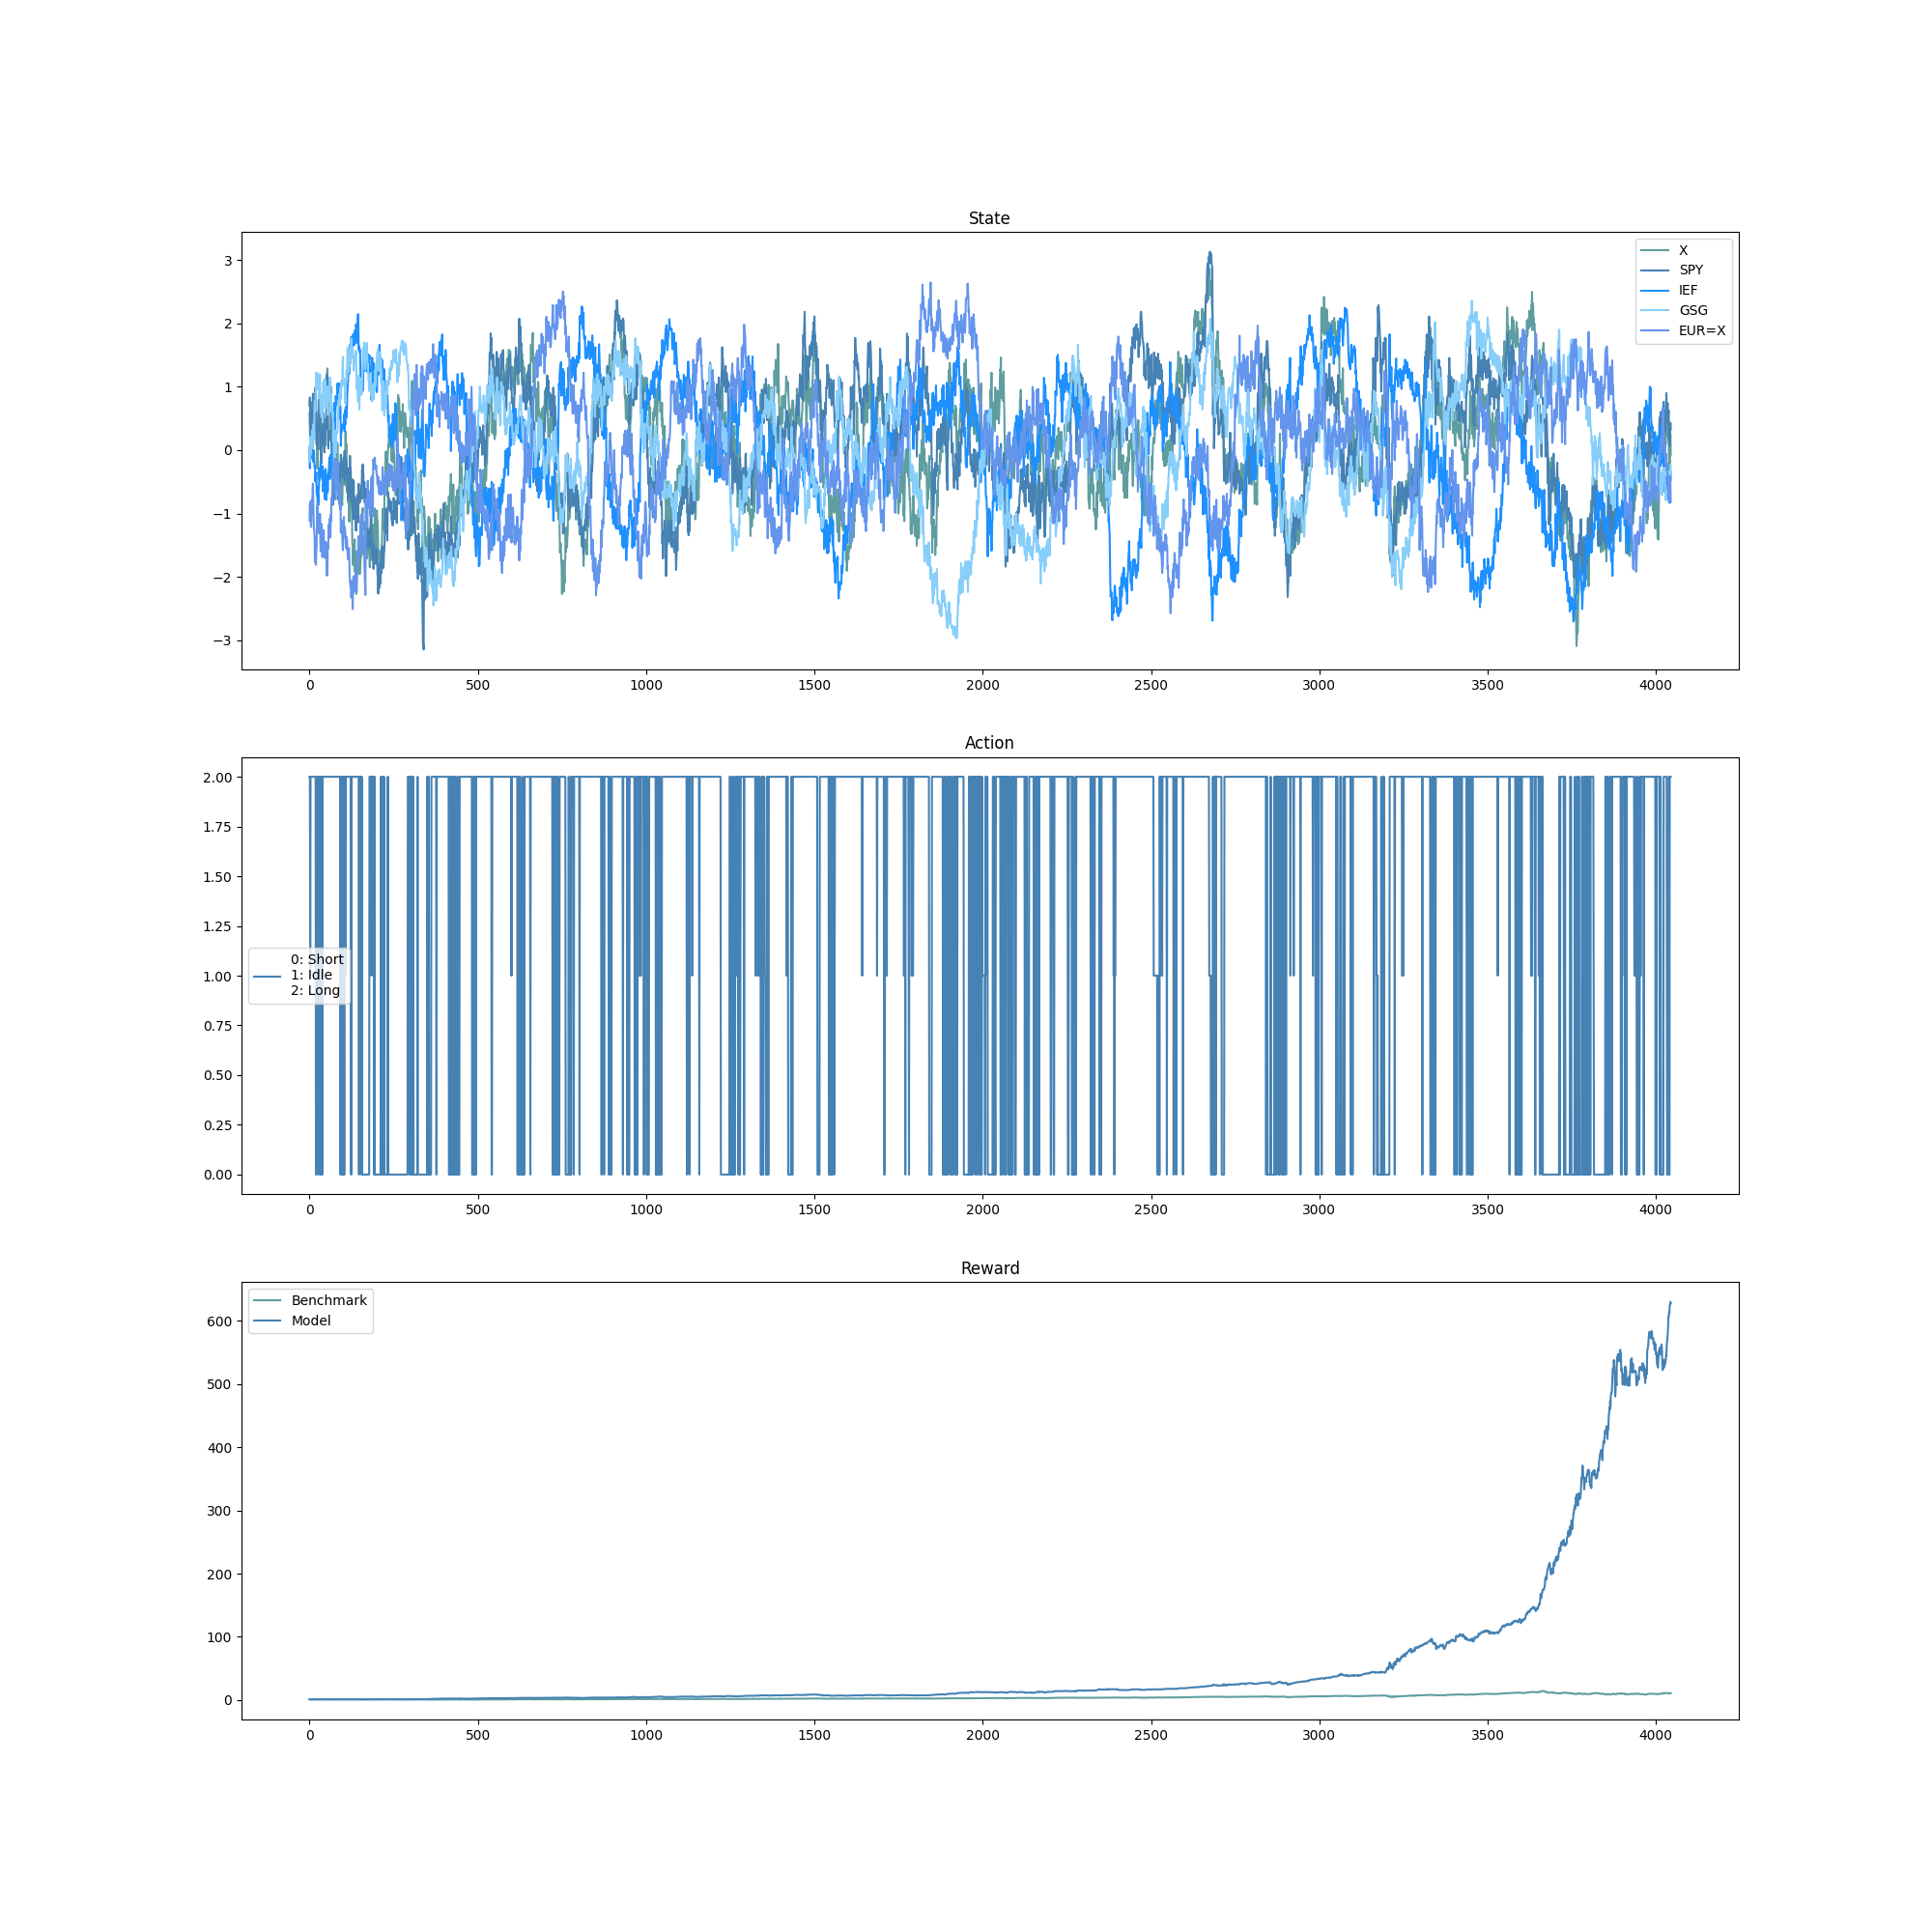 State
3
2
1
0
−1
−2
−3
X
SPY
IEF
GSG
EUR=X
0 500 1000 1500 2000 2500 3000 3500 4000
Action
2.00
1.75
1.50
1.25
1.00
0.75
0.50
0.25
0.00
0: Short
1: Idle
2: Long
0 500 1000 1500 2000 2500 3000 3500 4000
Reward
Benchmark
Model
600
500
400
300
200
100
0
0 500 1000 1500 2000 2500 3000 3500 4000